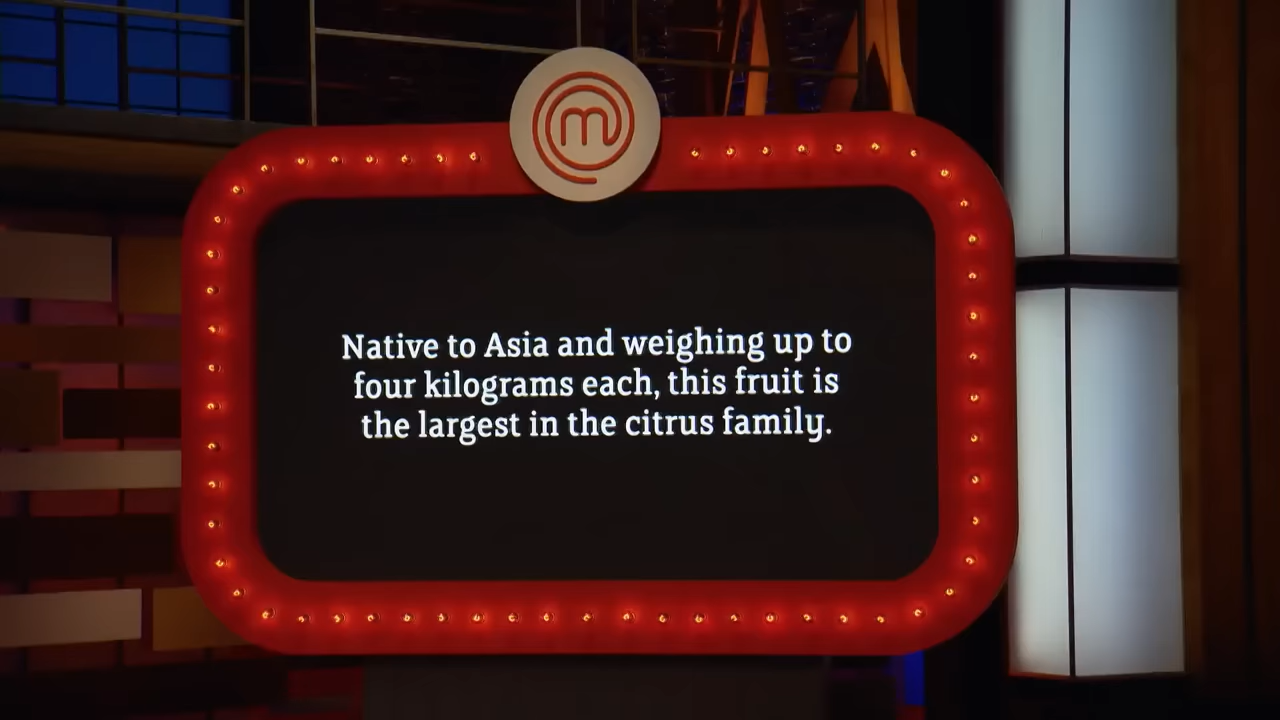 m
Native to Asia and weighing up to
four kilograms each, this fruit is
the largest in the citrus family.